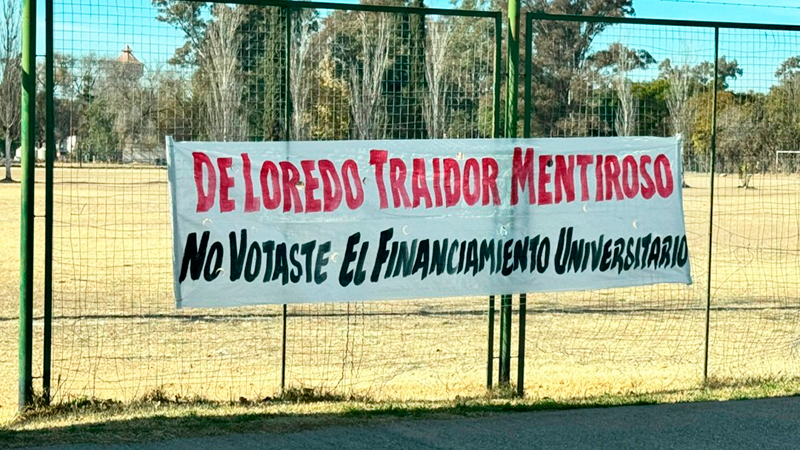 DE LOREDO TRAIDOR MENTIROSO
NO VOTASTE EL FINANCIAMIENTO UNIVERSITARIO